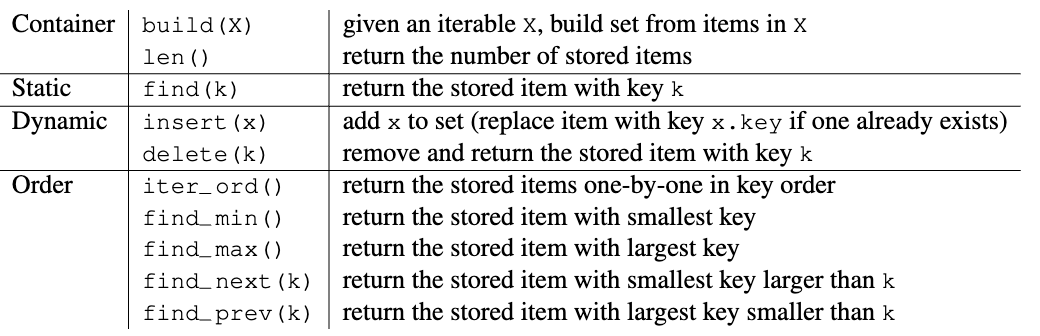 Container build(X) given an iterable X, build set from items in X
len() return the number of stored items
Static find(k) return the stored item with key k
Dynamic insert(x) add x to set (replace item with key x.key if one already exists)
delete(k) remove and return the stored item with key k
Order iter_ord() return the stored items one-by-one in key order
find_min() return the stored item with smallest key
find_max() return the stored item with largest key
find_next(k) return the stored item with smallest key larger than k
find_prev(k) return the stored item with largest key smaller than k